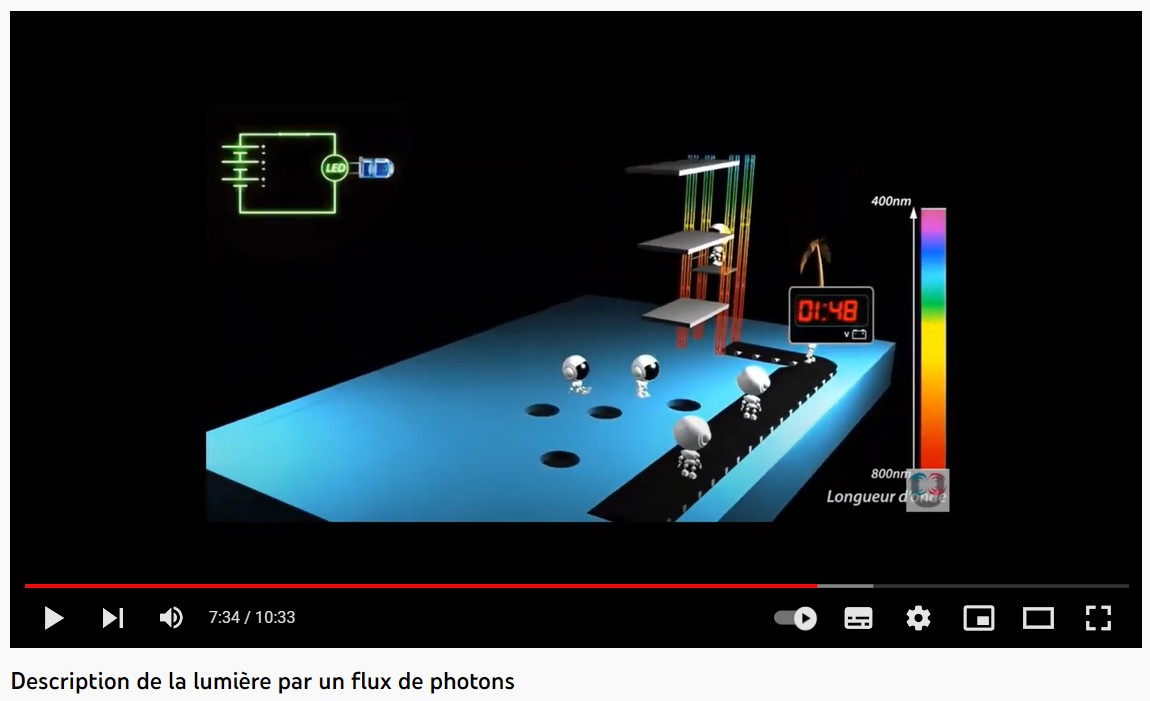 LED
400nm
01:48
V
800nm
Longueur d'onde
7:34 / 10:33
Description de la lumière par un flux de photons